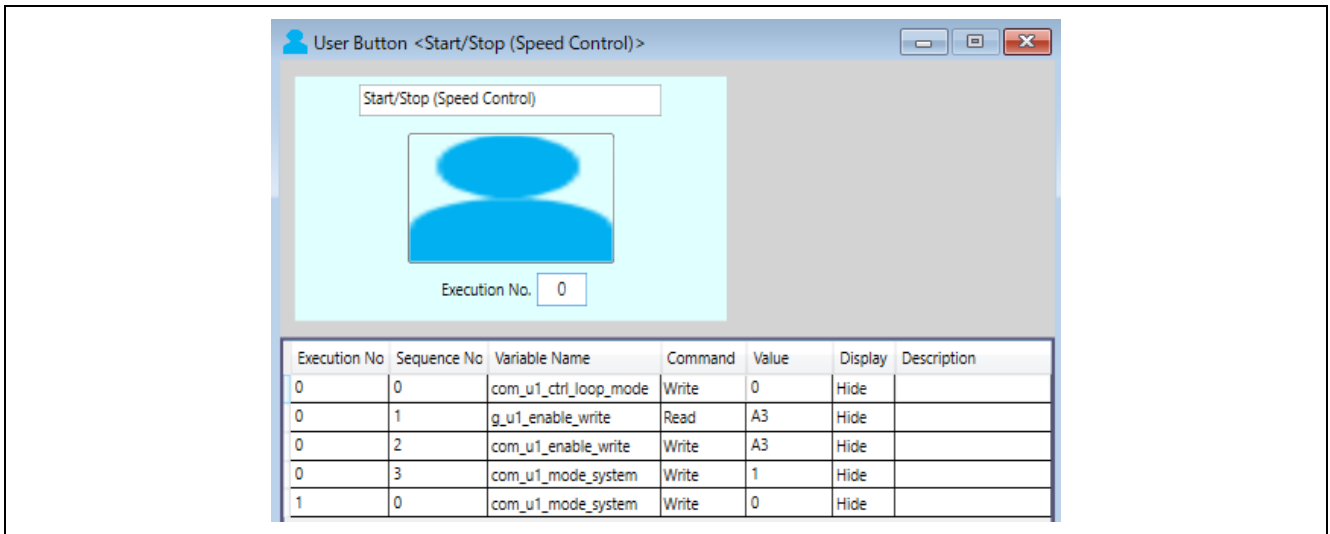 User Button <Start/Stop (Speed Control)>
Start/Stop (Speed Control)
Execution No. 0
Execution No Sequence No Variable Name Command Value Display Description
0 0 com_u1_ctrl_loop_mode Write 0 Hide
0 1 g_u1_enable_write Read A3 Hide
0 2 com_u1_enable_write Write A3 Hide
0 3 com_u1_mode_system Write 1 Hide
1 0 com_u1_mode_system Write 0 Hide